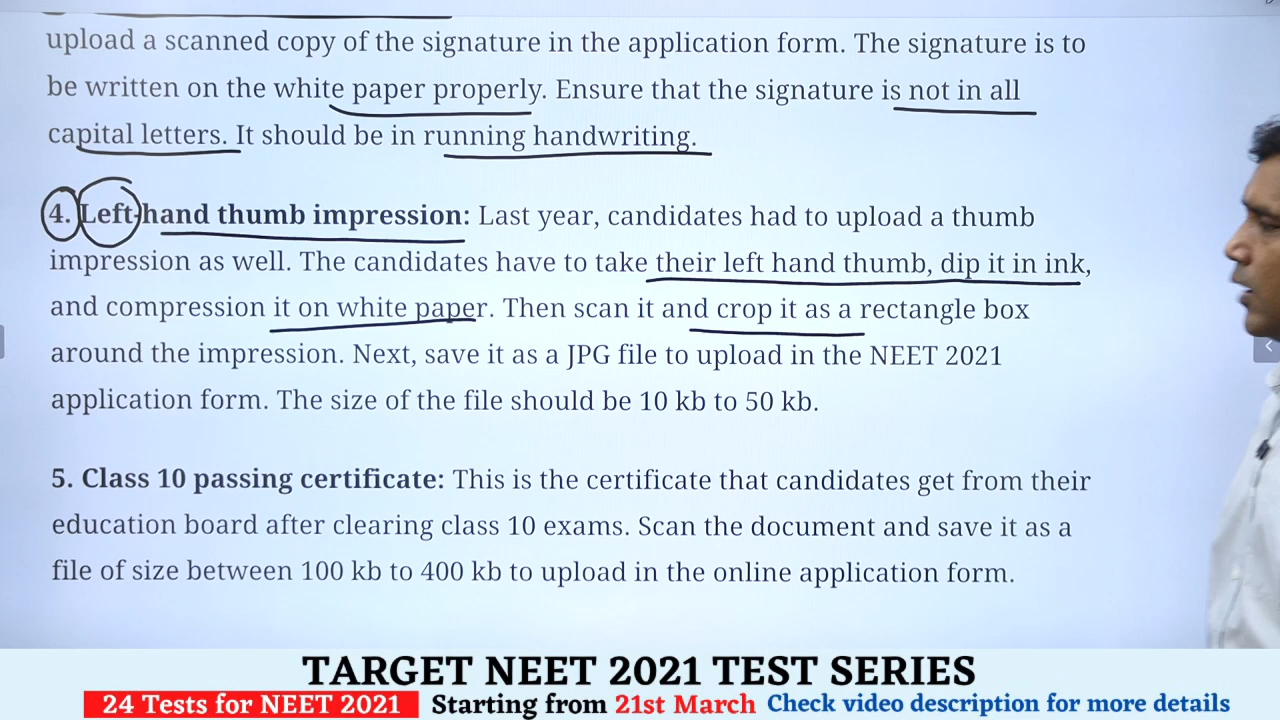 upload a scanned copy of the signature in the application form. The signature is to
be written on the white paper properly. Ensure that the signature is not in all
capital letters. It should be in running handwriting.
4. Left-hand thumb impression: Last year, candidates had to upload a thumb
impression as well. The candidates have to take their left hand thumb, dip it in ink,
and compression it on white paper. Then scan it and crop it as a rectangle box
around the impression. Next, save it as a JPG file to upload in the NEET 2021
application form. The size of the file should be 10 kb to 50 kb.
5. Class 10 passing certificate: This is the certificate that candidates get from their
education board after clearing class 10 exams. Scan the document and save it as a
file of size between 100 kb to 400 kb to upload in the online application form.
TARGET NEET 2021 TEST SERIES
24 Tests for NEET 2021 Starting from 21st March Check video description for more details